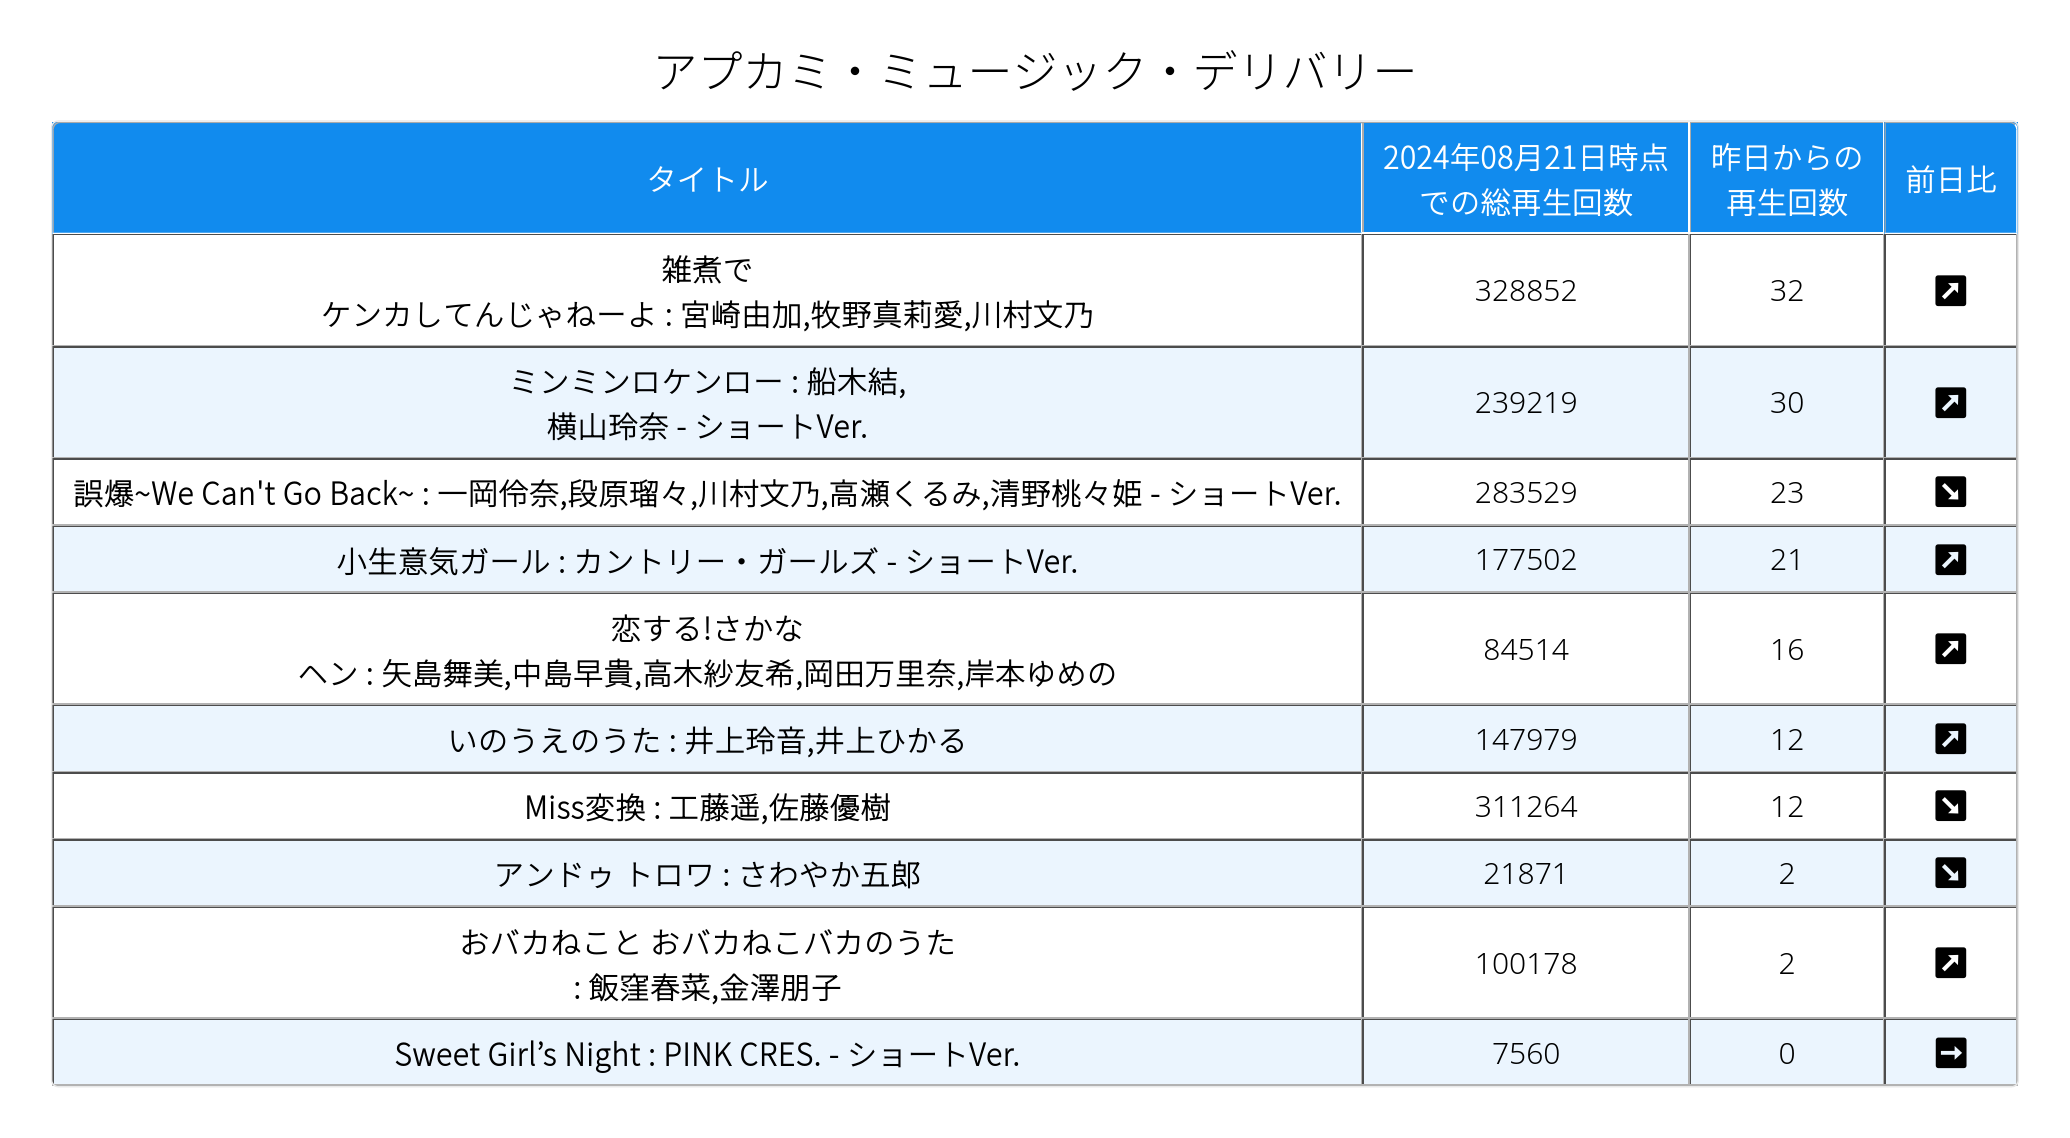 アプカミ・ミュージック・デリバリー
タイトル
2024年08月21日時点
での総再生回数
昨日からの
再生回数
前日比
雑煮で
ケンカしてんじゃねーよ : 宮崎由加,牧野真莉愛,川村文乃
328852
32
ミンミンロケンロー : 船木結,
横山玲奈 - ショートVer.
239219
30
誤爆~We Can't Go Back~ : 一岡伶奈,段原瑠々,川村文乃,高瀬くるみ,清野桃々姫 - ショートVer.
283529
23
小生意気ガール : カントリー・ガールズ - ショートVer.
177502
21
恋する!さかな
ヘン : 矢島舞美,中島早貴,高木紗友希,岡田万里奈,岸本ゆめの
84514
16
いのうえのうた : 井上玲音,井上ひかる
147979
12
Miss変換 : 工藤遥,佐藤優樹
311264
12
アンドゥ トロワ : さわやか五郎
21871
2
おバカねこと おバカねこバカのうた
: 飯窪春菜,金澤朋子
100178
2
Sweet Girl’s Night : PINK CRES. - ショートVer.
7560
0